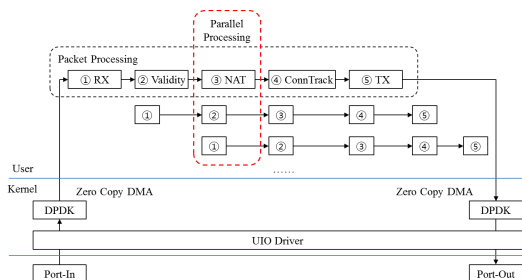 Parallel
Processing
Packet Processing
① RX ② Validity ③ NAT ④ ConnTrack ⑤ TX
① ② ③ ④ ⑤
① ② ③ ④ ⑤
......
User
Kernel
Zero Copy DMA Zero Copy DMA
DPDK DPDK
UIO Driver
Port-In Port-Out